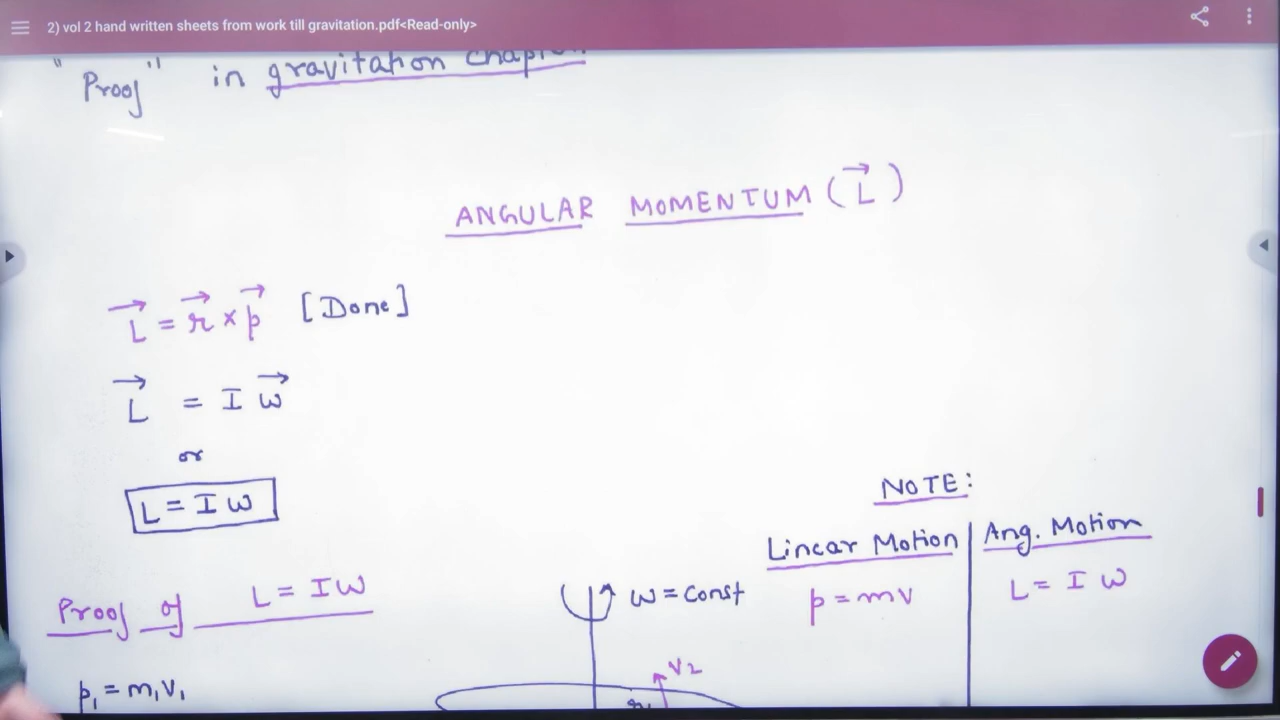 2) vol 2 hand written sheets from work till gravitation.pdf<Read-only>
"Proof" in gravitation
ANGULAR MOMENTUM (L⃗)
L⃗ = r⃗ × p⃗ [Done]
L⃗ = I ω⃗
or
L = I ω
NOTE:
Linear Motion | Ang. Motion
p = mv | L = I ω
Proof of L = I ω
ω = const
v₂
p₁ = m₁v₁
r₁